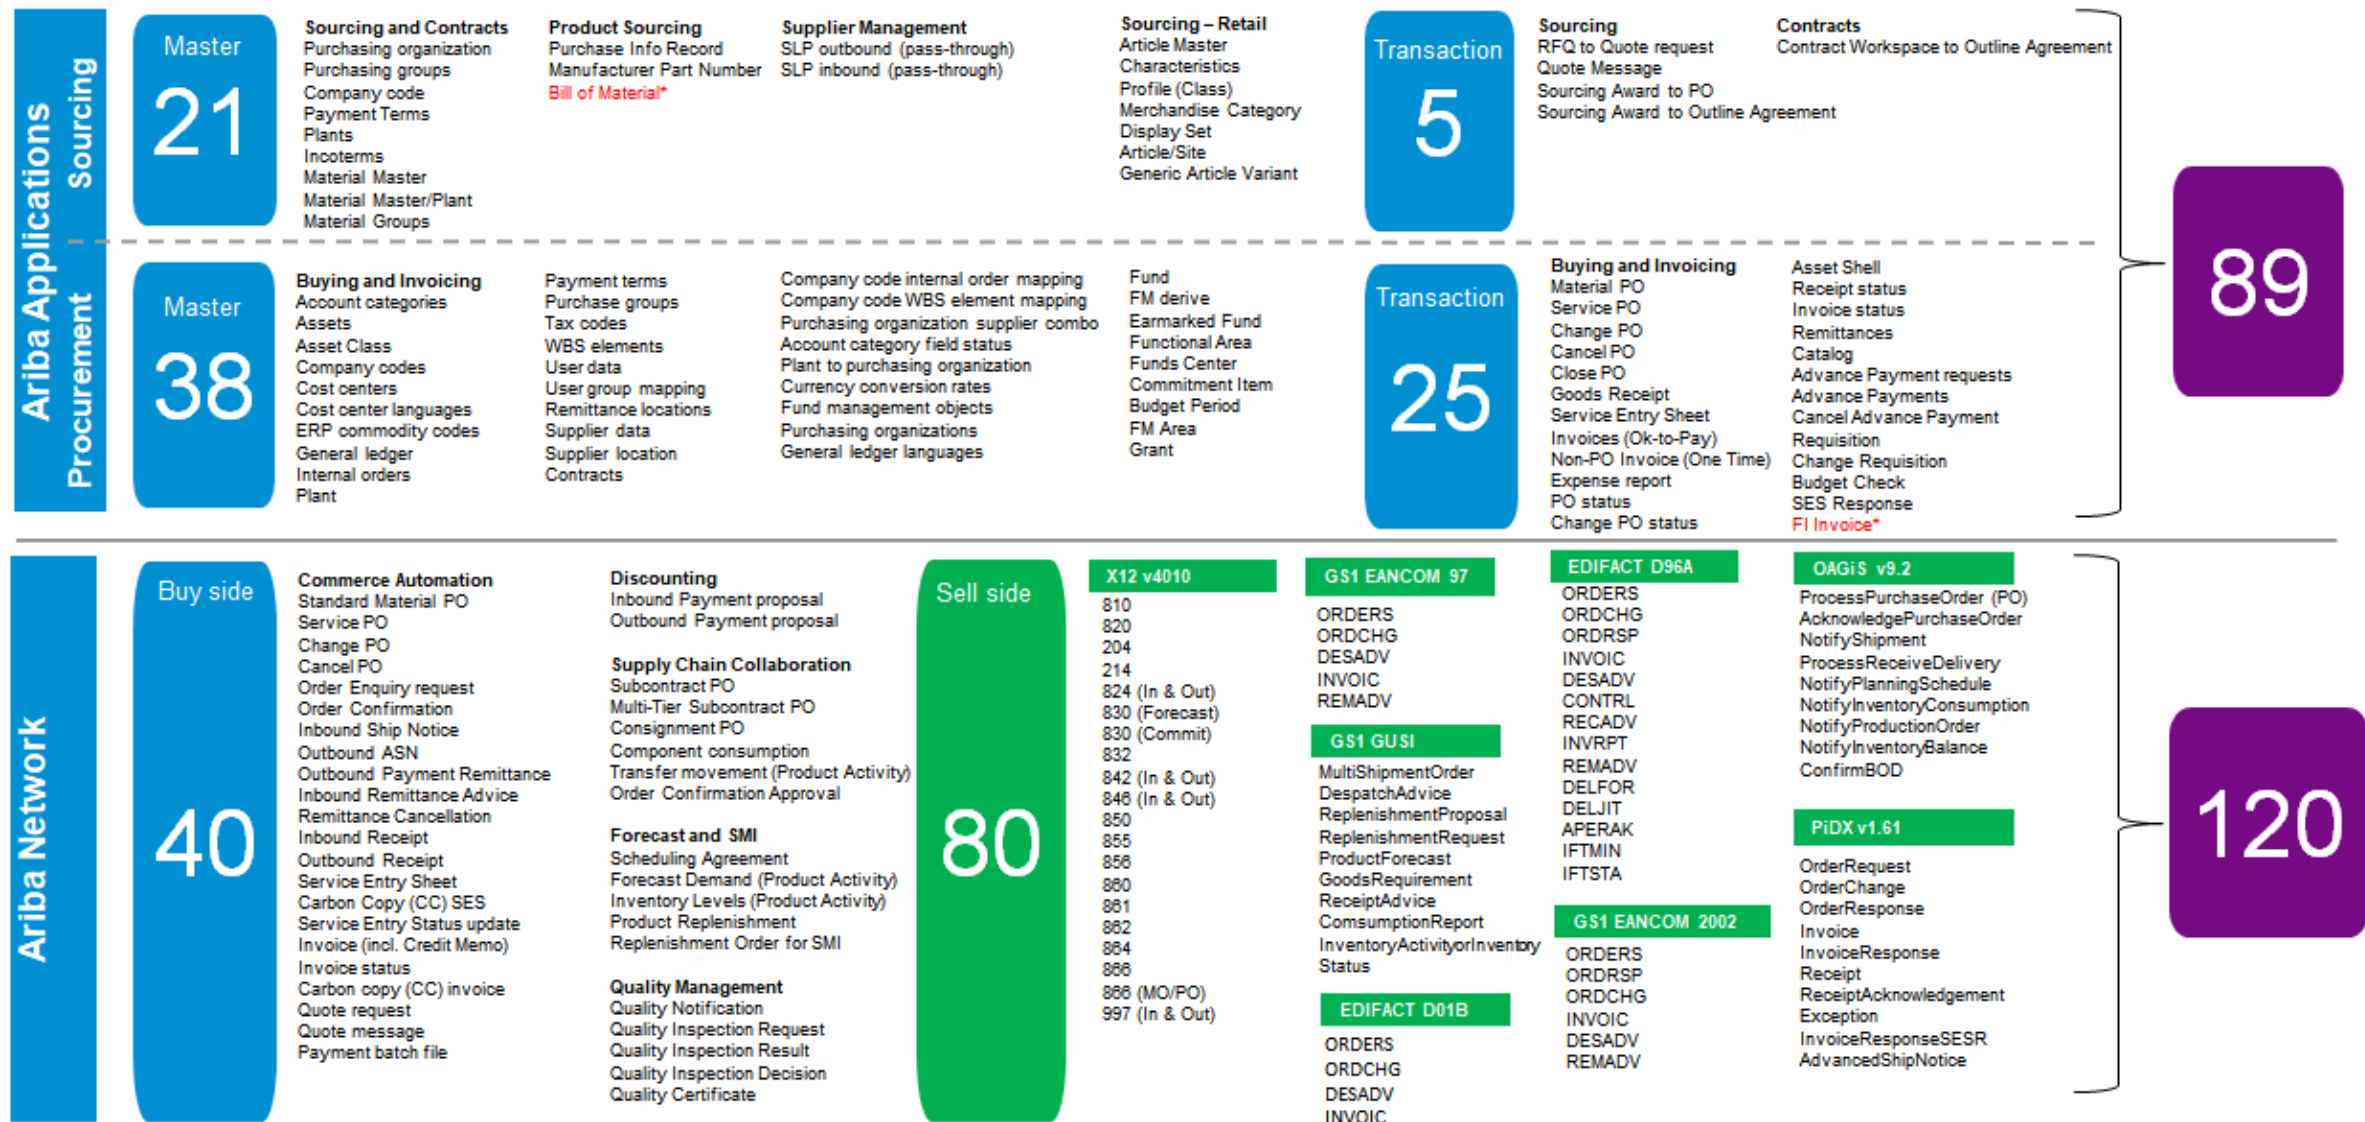 Ariba Applications
Sourcing
Master
21
Sourcing and Contracts
Purchasing organization
Purchasing groups
Company code
Payment Terms
Plants
Incoterms
Material Master
Material Master/Plant
Material Groups
Product Sourcing
Purchase Info Record
Manufacturer Part Number
Bill of Material*
Supplier Management
SLP outbound (pass-through)
SLP inbound (pass-through)
Sourcing – Retail
Article Master
Characteristics
Profile (Class)
Merchandise Category
Display Set
Article/Site
Generic Article Variant
Transaction
5
Sourcing
RFQ to Quote request
Quote Message
Sourcing Award to PO
Sourcing Award to Outline Agreement
Contracts
Contract Workspace to Outline Agreement
89
Procurement
Master
38
Buying and Invoicing
Account categories
Assets
Asset Class
Company codes
Cost centers
Cost center languages
ERP commodity codes
General ledger
Internal orders
Plant
Payment terms
Purchase groups
Tax codes
WBS elements
User data
User group mapping
Remittance locations
Supplier data
Supplier location
Contracts
Company code internal order mapping
Company code WBS element mapping
Purchasing organization supplier combo
Account category field status
Plant to purchasing organization
Currency conversion rates
Fund management objects
Purchasing organizations
General ledger languages
Fund
FM derive
Earmarked Fund
Functional Area
Funds Center
Commitment Item
Budget Period
FM Area
Grant
Transaction
25
Buying and Invoicing
Material PO
Service PO
Change PO
Cancel PO
Close PO
Goods Receipt
Service Entry Sheet
Invoices (Ok-to-Pay)
Non-PO Invoice (One Time)
Expense report
PO status
Change PO status
Asset Shell
Receipt status
Invoice status
Remittances
Catalog
Advance Payment requests
Advance Payments
Cancel Advance Payment
Requisition
Change Requisition
Budget Check
SES Response
FI Invoice*
Ariba Network
Buy side
40
Commerce Automation
Standard Material PO
Service PO
Change PO
Cancel PO
Order Enquiry request
Order Confirmation
Inbound Ship Notice
Outbound ASN
Outbound Payment Remittance
Inbound Remittance Advice
Remittance Cancellation
Inbound Receipt
Outbound Receipt
Service Entry Sheet
Carbon Copy (CC) SES
Service Entry Status update
Invoice (incl. Credit Memo)
Invoice status
Carbon copy (CC) invoice
Quote request
Quote message
Payment batch file
Discounting
Inbound Payment proposal
Outbound Payment proposal
Supply Chain Collaboration
Subcontract PO
Multi-Tier Subcontract PO
Consignment PO
Component consumption
Transfer movement (Product Activity)
Order Confirmation Approval
Forecast and SMI
Scheduling Agreement
Forecast Demand (Product Activity)
Inventory Levels (Product Activity)
Product Replenishment
Replenishment Order for SMI
Quality Management
Quality Notification
Quality Inspection Request
Quality Inspection Result
Quality Inspection Decision
Quality Certificate
Sell side
80
X12 v4010
810
820
204
214
824 (In & Out)
830 (Forecast)
830 (Commit)
832
842 (In & Out)
846 (In & Out)
850
855
856
860
861
862
864
866
866 (MO/PO)
997 (In & Out)
GS1 EANCOM 97
ORDERS
ORDCHG
DESADV
INVOIC
REMADV
GS1 GUSI
MultiShipmentOrder
DespatchAdvice
ReplenishmentProposal
ReplenishmentRequest
ProductForecast
GoodsRequirement
ReceiptAdvice
ComsumptionReport
InventoryActivityorInventory
Status
EDIFACT D01B
ORDERS
ORDCHG
DESADV
INVOIC
EDIFACT D96A
ORDERS
ORDCHG
ORDRSP
INVOIC
DESADV
CONTRL
RECADV
INVRPT
REMADV
DELFOR
DELJIT
APERAK
IFTMIN
IFTSTA
GS1 EANCOM 2002
ORDERS
ORDRSP
ORDCHG
INVOIC
DESADV
REMADV
OAGiS v9.2
ProcessPurchaseOrder (PO)
AcknowledgePurchaseOrder
NotifyShipment
ProcessReceiveDelivery
NotifyPlanningSchedule
NotifyInventoryConsumption
NotifyProductionOrder
NotifyInventoryBalance
ConfirmBOD
PiDX v1.61
OrderRequest
OrderChange
OrderResponse
Invoice
InvoiceResponse
Receipt
ReceiptAcknowledgement
Exception
InvoiceResponseSESR
AdvancedShipNotice
120